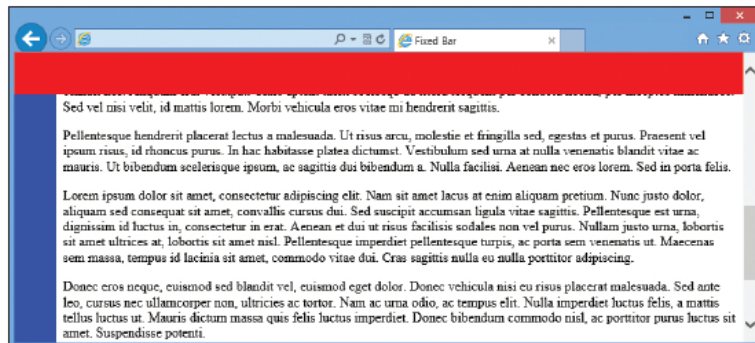 Fixed Bar
Sed vel nisi velit, id mattis lorem. Morbi vehicula eros vitae mi hendrerit sagittis.
Pellentesque hendrerit placerat lectus a malesuada. Ut risus arcu, molestie et fringilla sed, egestas et purus. Praesent vel
ipsum risus, id rhoncus purus. In hac habitasse platea dictumst. Vestibulum sed urna at nulla venenatis blandit vitae ac
mauris. Ut bibendum scelerisque ipsum, ac sagittis dui bibendum a. Nulla facilisi. Aenean nec eros lorem. Sed in porta felis.
Lorem ipsum dolor sit amet, consectetur adipiscing elit. Nam sit amet lacus at enim aliquam pretium. Nunc justo dolor,
aliquam sed consequat sit amet, convallis cursus dui. Sed suscipit accumsan ligula vitae sagittis. Pellentesque est urna,
dignissim id luctus in, consectetur in erat. Aenean et dui ut risus facilisis sodales non vel purus. Nullam justo urna, lobortis
sit amet ultrices at, lobortis sit amet nisl. Pellentesque imperdiet pellentesque turpis, ac porta sem venenatis ut. Maecenas
sem massa, tempus id lacinia sit amet, commodo vitae dui. Cras sagittis nulla eu nulla porttitor adipiscing.
Donec eros neque, euismod sed blandit vel, euismod eget dolor. Donec vehicula nisi eu risus placerat malesuada. Sed ante
leo, cursus nec ullamcorper non, ultricies ac tortor. Nam ac urna odio, ac tempus elit. Nulla imperdiet luctus felis, a mattis
tellus luctus ut. Mauris dictum massa quis felis luctus imperdiet. Donec bibendum commodo nisl, ac porttitor purus luctus sit
amet. Suspendisse potenti.